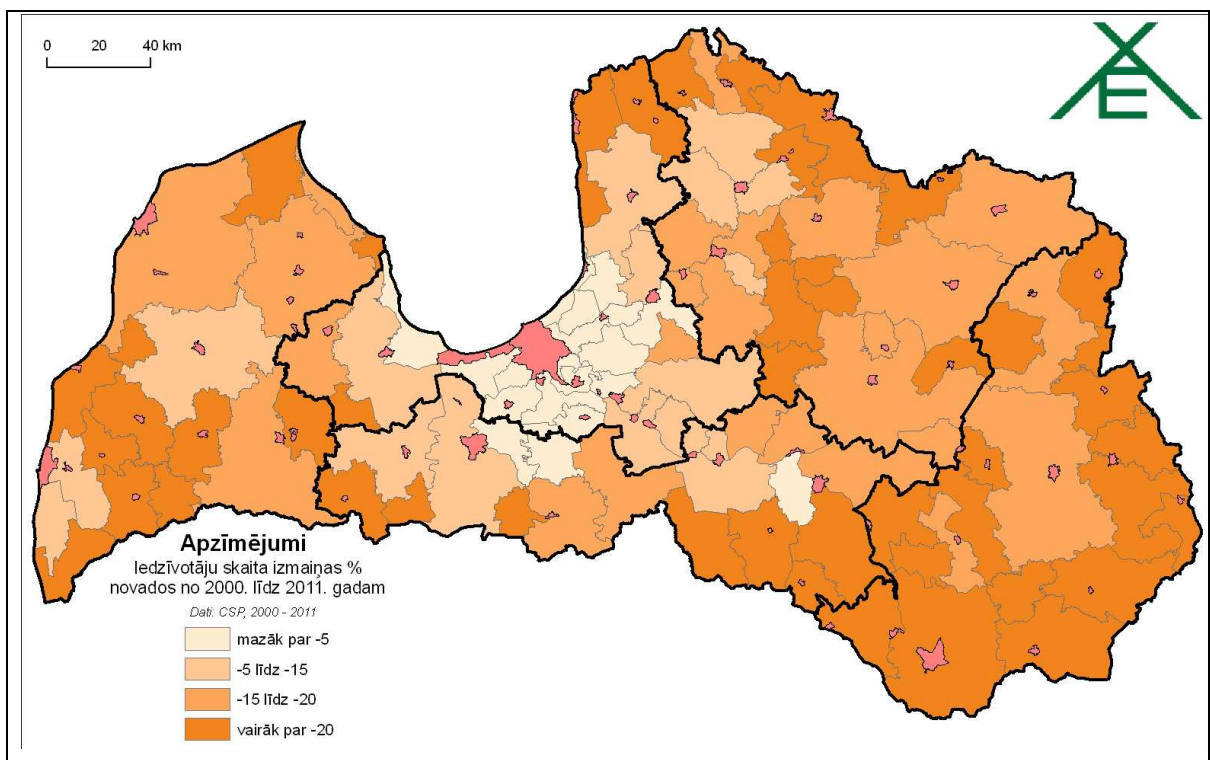 0 20 40 km
Apzīmējumi
Iedzīvotāju skaita izmaiņas %
novados no 2000. līdz 2011. gadam
Dati: CSP, 2000 - 2011
mazāk par -5
-5 līdz -15
-15 līdz -20
vairāk par -20